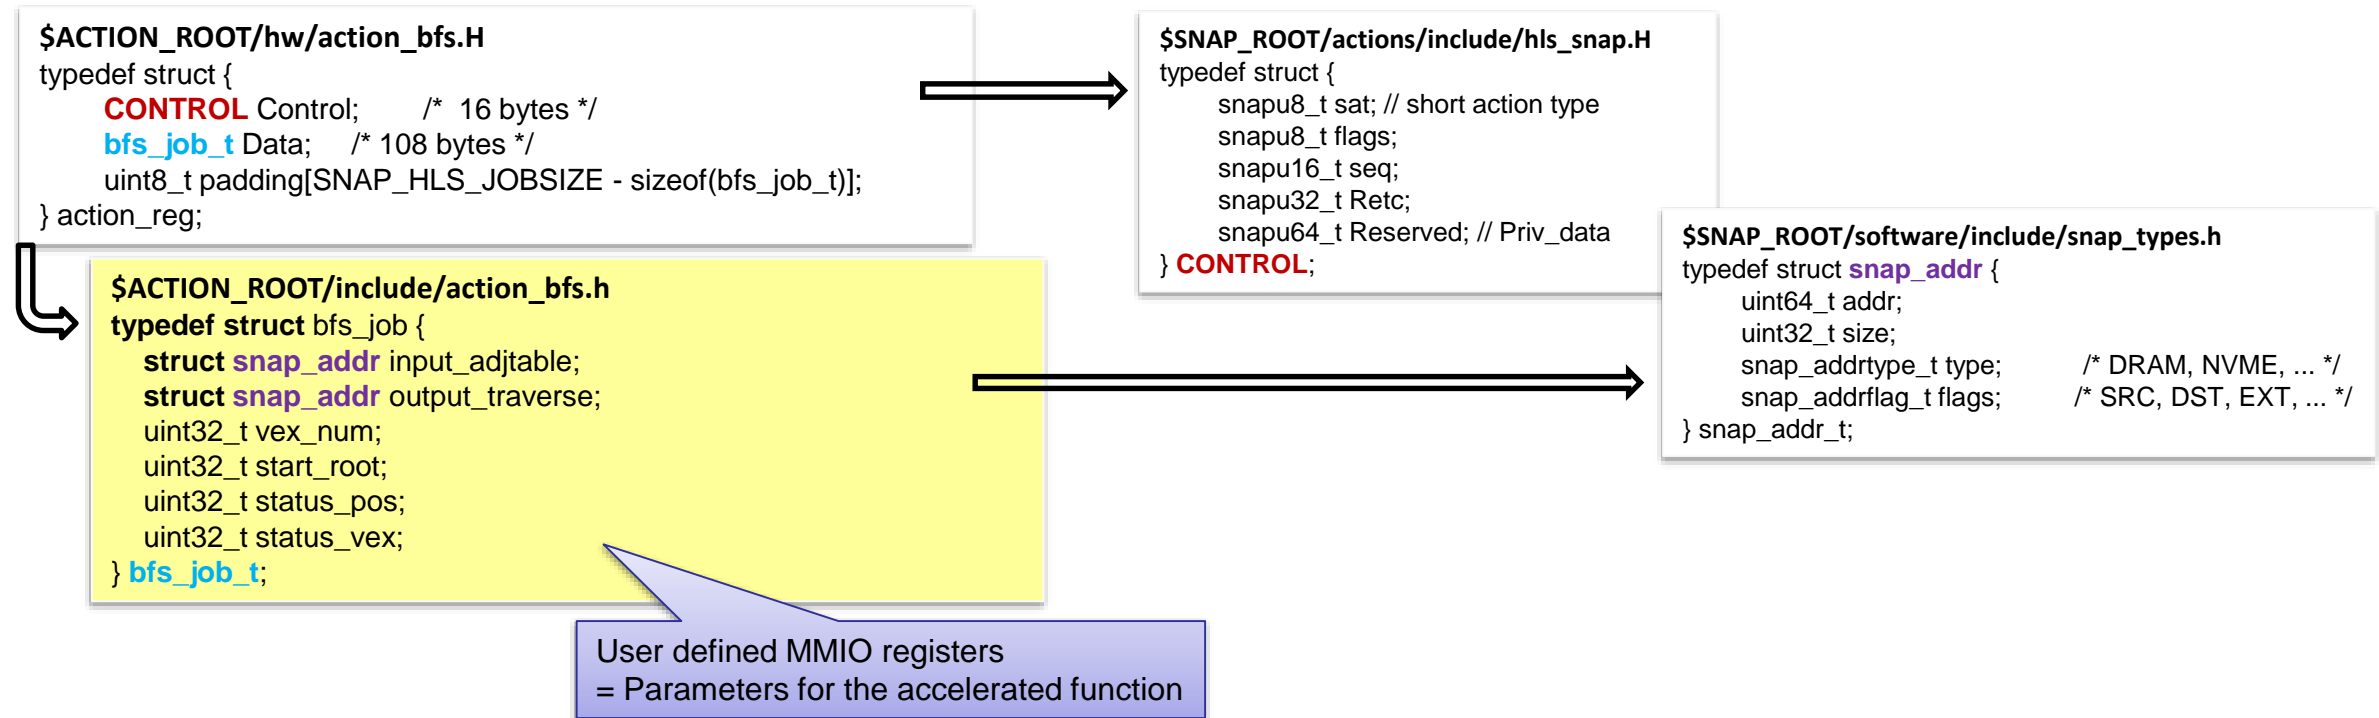 $ACTION_ROOT/hw/action_bfs.H
typedef struct {
CONTROL Control; /* 16 bytes */
bfs_job_t Data; /* 108 bytes */
uint8_t padding[SNAP_HLS_JOBSIZE - sizeof(bfs_job_t)];
} action_reg;
$SNAP_ROOT/actions/include/hls_snap.H
typedef struct {
snapu8_t sat; // short action type
snapu8_t flags;
snapu16_t seq;
snapu32_t Retc;
snapu64_t Reserved; // Priv_data
} CONTROL;
$SNAP_ROOT/software/include/snap_types.h
typedef struct snap_addr {
uint64_t addr;
uint32_t size;
snap_addrtype_t type; /* DRAM, NVME, ... */
snap_addrflag_t flags; /* SRC, DST, EXT, ... */
} snap_addr_t;
$ACTION_ROOT/include/action_bfs.h
typedef struct bfs_job {
struct snap_addr input_adjtable;
struct snap_addr output_traverse;
uint32_t vex_num;
uint32_t start_root;
uint32_t status_pos;
uint32_t status_vex;
} bfs_job_t;
User defined MMIO registers
= Parameters for the accelerated function